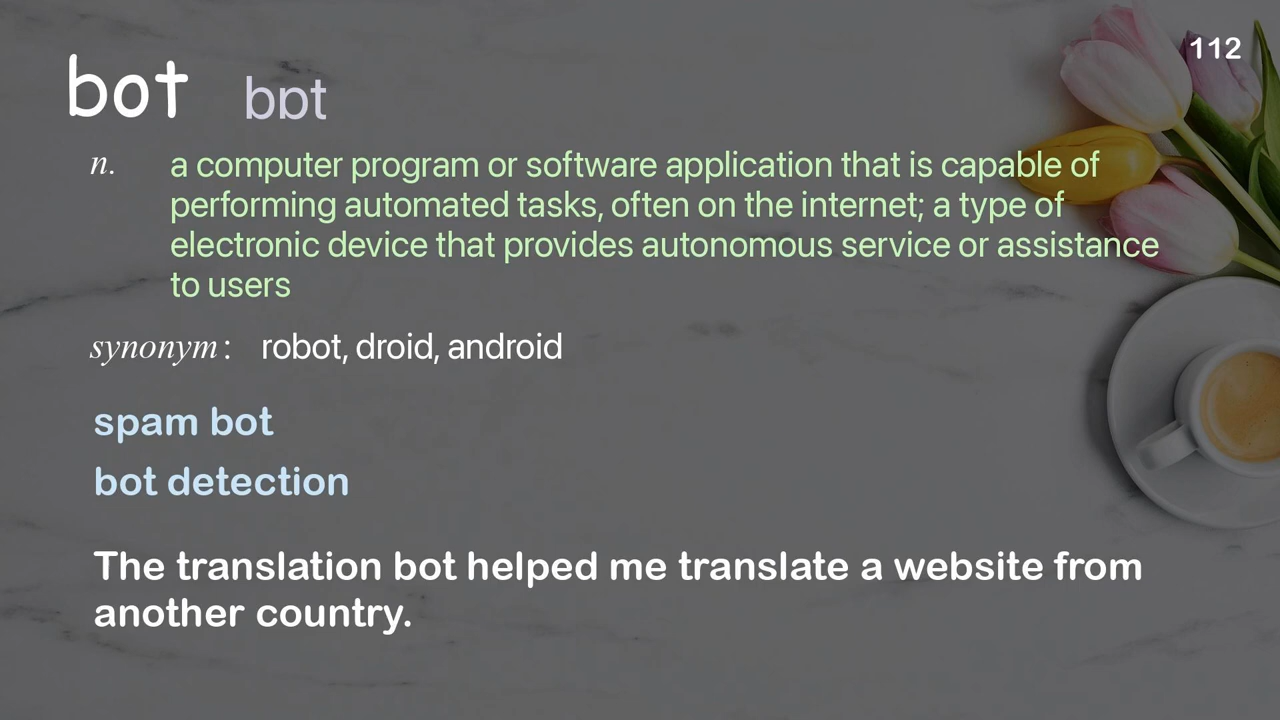 112
bot bɒt
n. a computer program or software application that is capable of
performing automated tasks, often on the internet; a type of
electronic device that provides autonomous service or assistance
to users
synonym : robot, droid, android
spam bot
bot detection
The translation bot helped me translate a website from
another country.